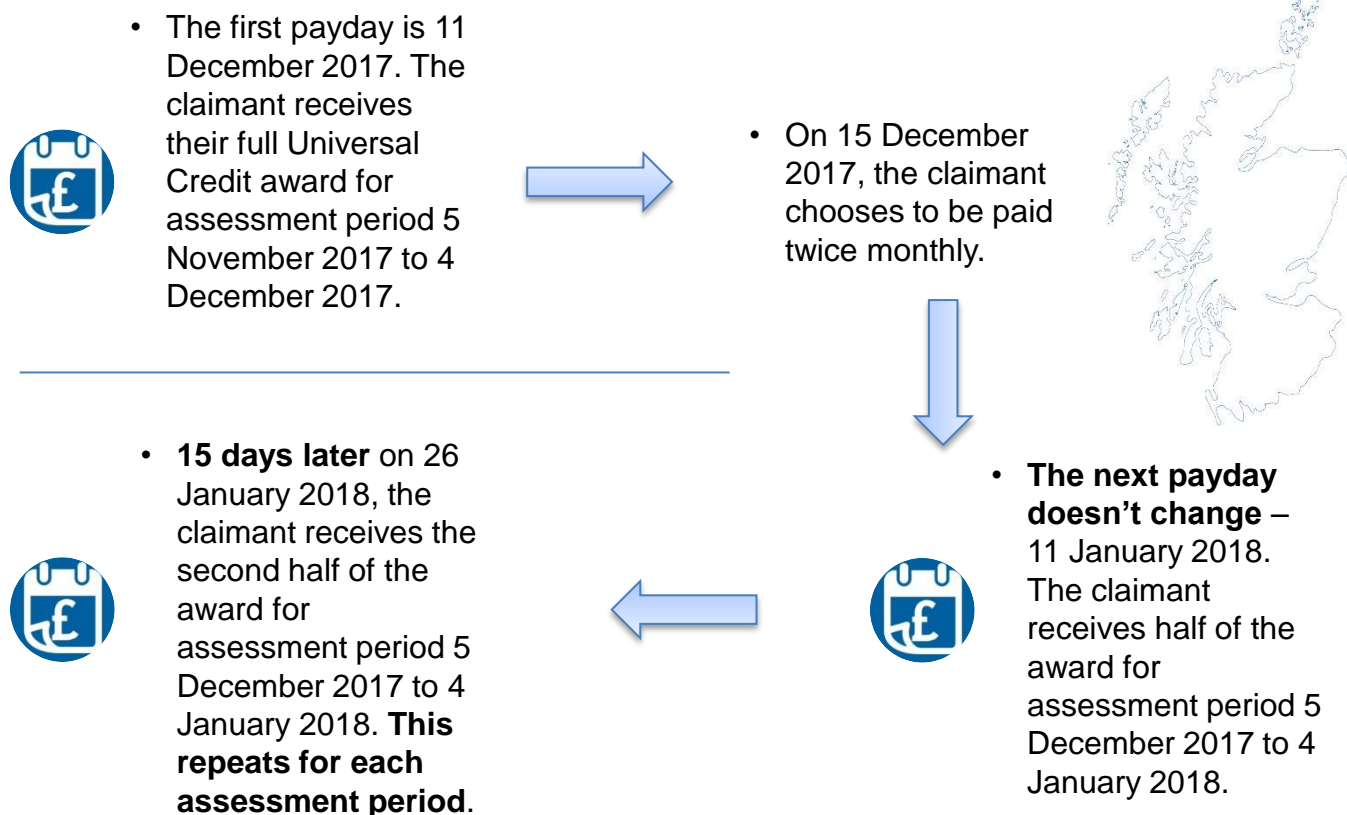 • The first payday is 11
December 2017. The
claimant receives
their full Universal
Credit award for
assessment period 5
November 2017 to 4
December 2017.
• On 15 December
2017, the claimant
chooses to be paid
twice monthly.
• The next payday
doesn’t change –
11 January 2018.
The claimant
receives half of the
award for
assessment period 5
December 2017 to 4
January 2018.
• 15 days later on 26
January 2018, the
claimant receives the
second half of the
award for
assessment period 5
December 2017 to 4
January 2018. This
repeats for each
assessment period.
£
£
£